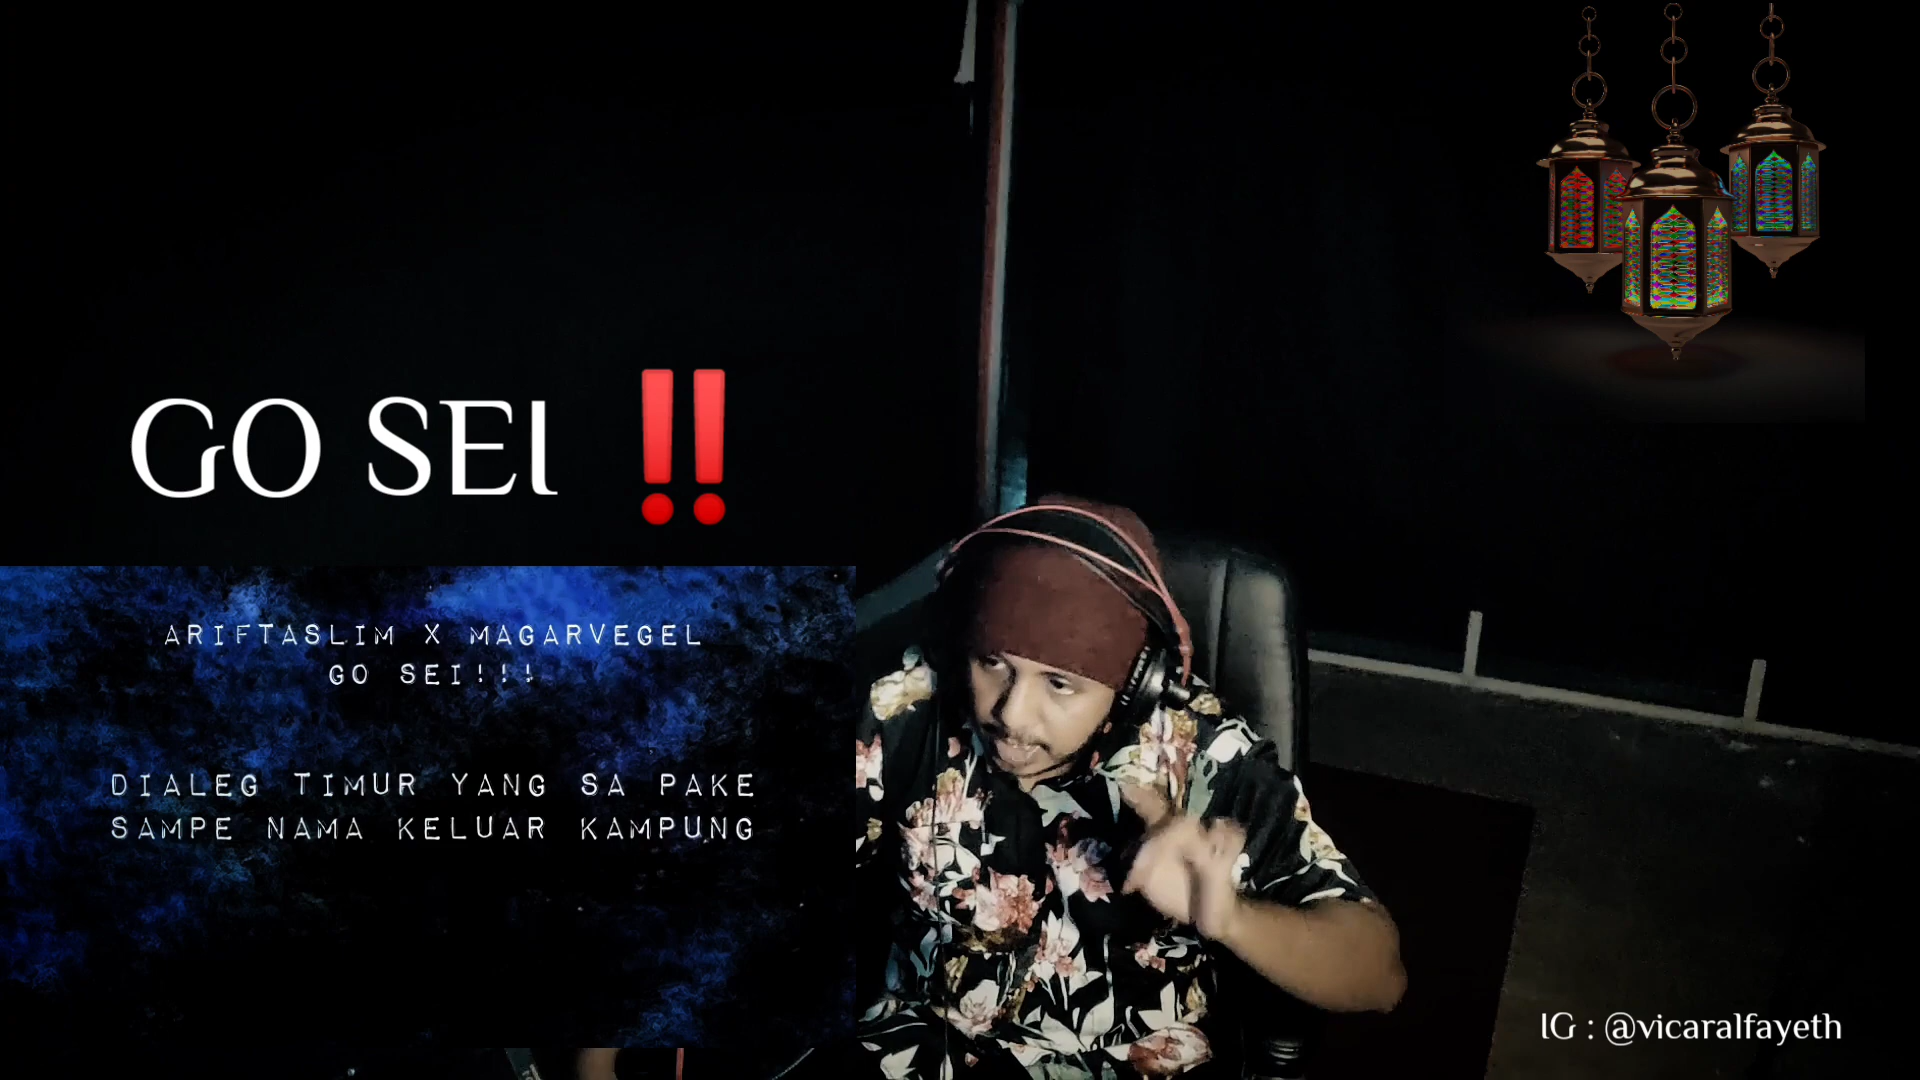 GO SEI ‼
ARIFTASLIM X MAGARVEGEL
GO SEI!!!
DIALEG TIMUR YANG SA PAKE
SAMPE NAMA KELUAR KAMPUNG
IG : @vicaralfayeth